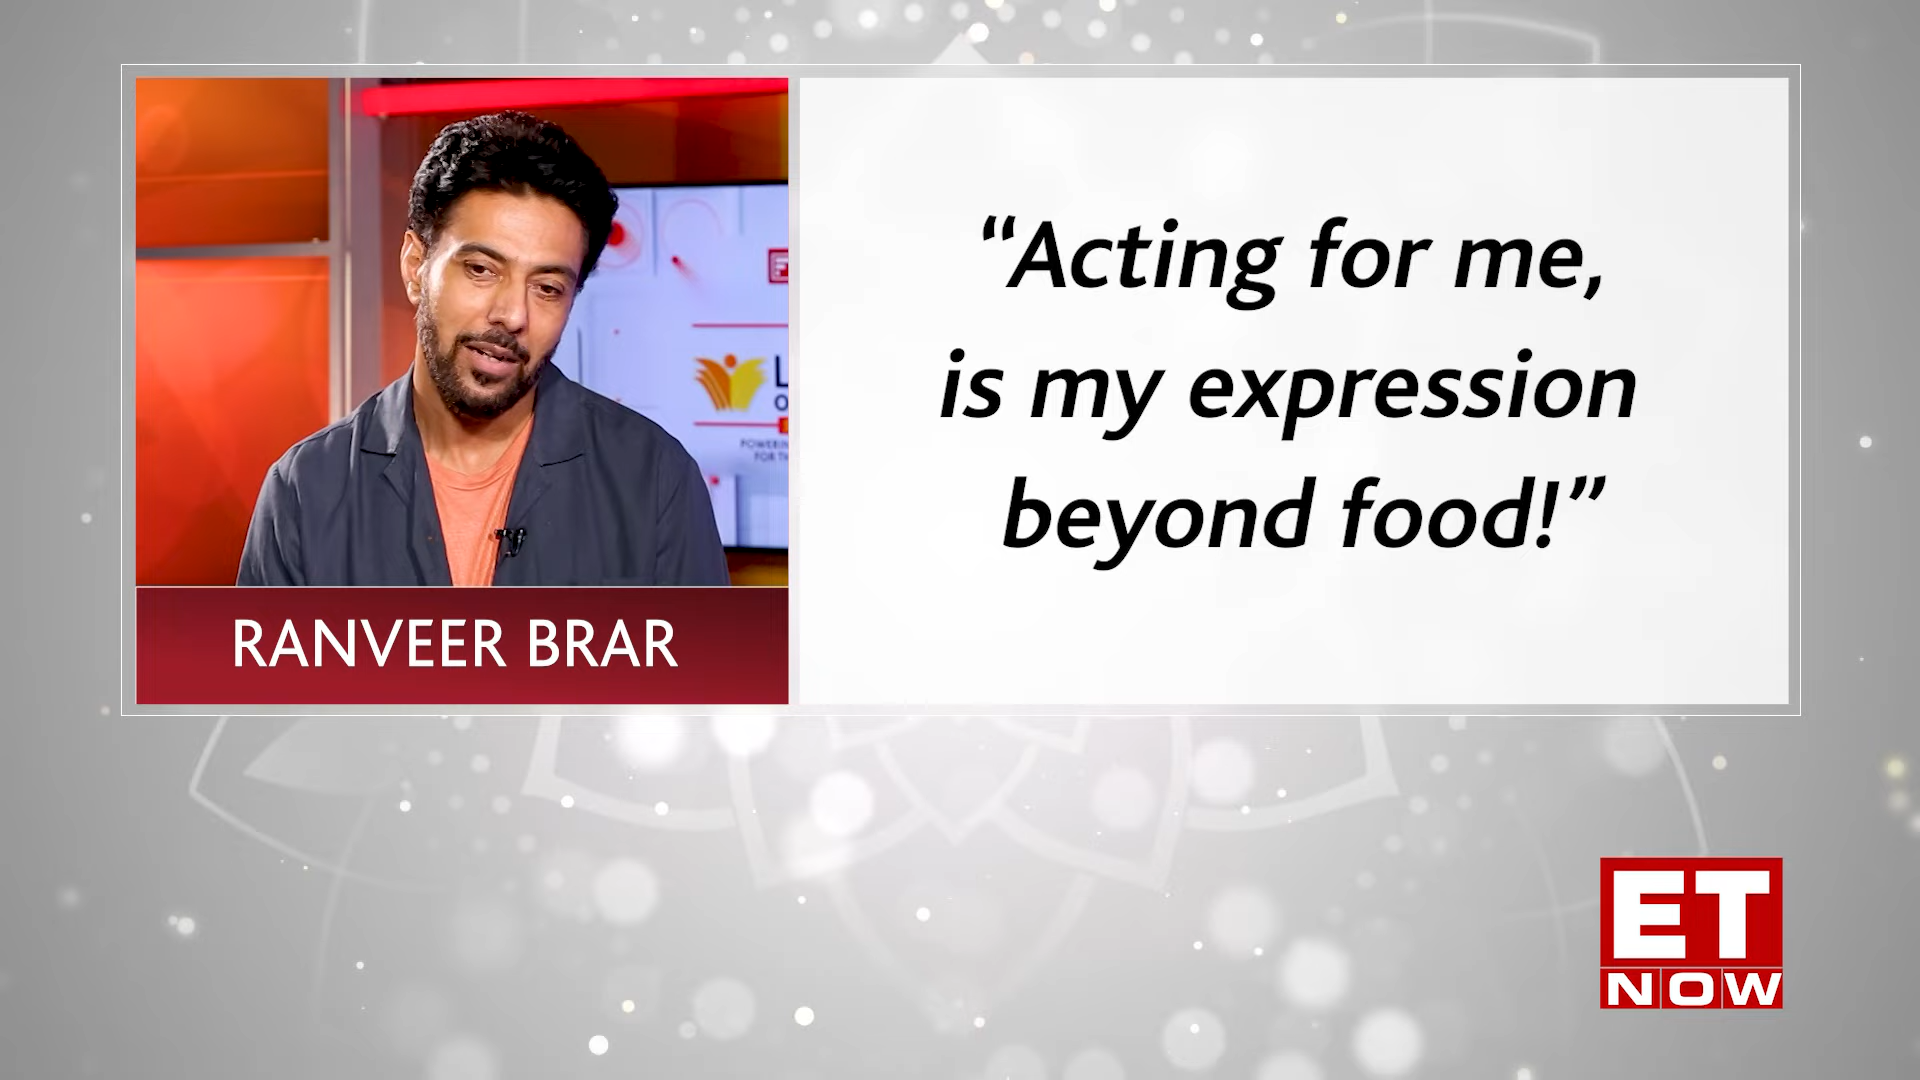 “Acting for me,
is my expression
beyond food!”
RANVEER BRAR
ET
NOW